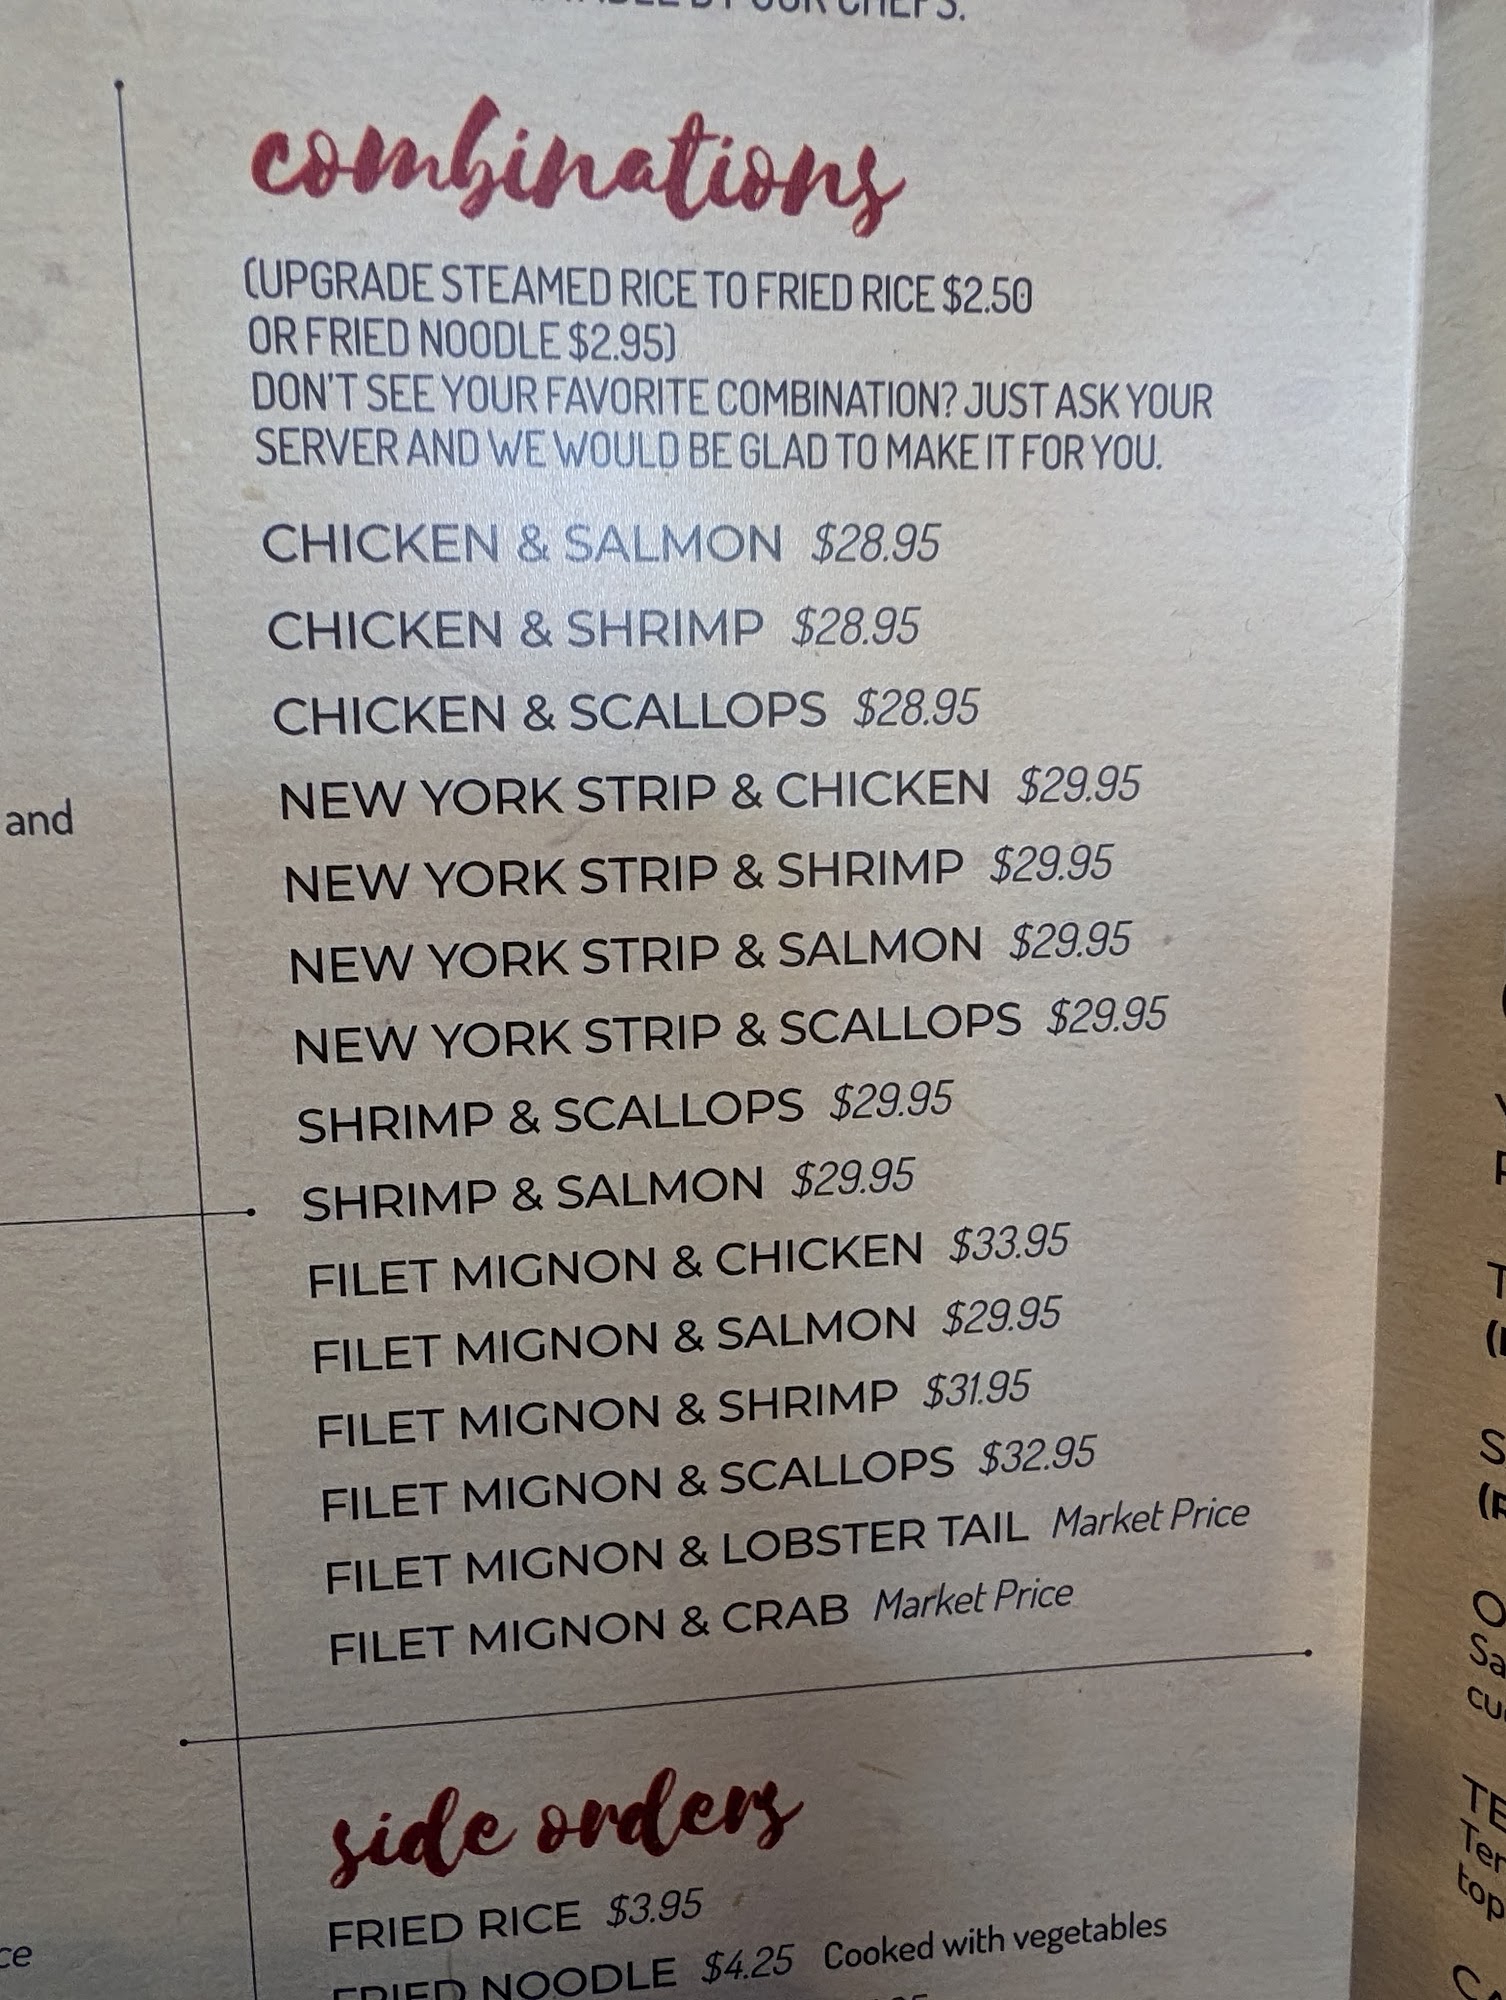 BY OUR CHEFS.
combinations
(UPGRADE STEAMED RICE TO FRIED RICE $2.50
OR FRIED NOODLE $2.95)
DON'T SEE YOUR FAVORITE COMBINATION? JUST ASK YOUR
SERVER AND WE WOULD BE GLAD TO MAKE IT FOR YOU.
CHICKEN & SALMON $28.95
CHICKEN & SHRIMP $28.95
CHICKEN & SCALLOPS $28.95
NEW YORK STRIP & CHICKEN $29.95
and
NEW YORK STRIP & SHRIMP $29.95
NEW YORK STRIP & SALMON $29.95
NEW YORK STRIP & SCALLOPS $29.95
SHRIMP & SCALLOPS $29.95
SHRIMP & SALMON $29.95
FILET MIGNON & CHICKEN $33.95
FILET MIGNON & SALMON $29.95
FILET MIGNON & SHRIMP $31.95
FILET MIGNON & SCALLOPS $32.95
FILET MIGNON & LOBSTER TAIL Market Price
FILET MIGNON & CRAB Market Price
side orders
FRIED RICE $3.95
FRIED NOODLE $4.25 Cooked with vegetables